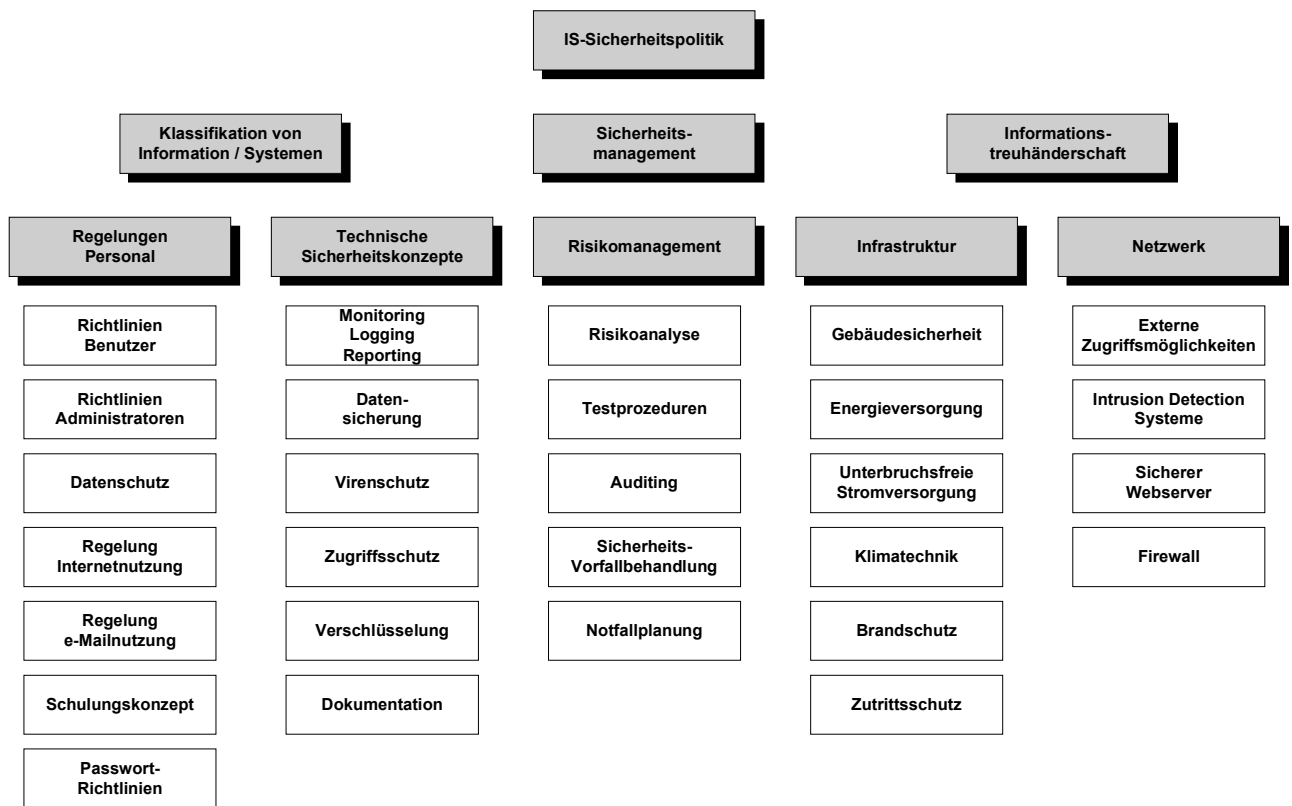 IS-Sicherheitspolitik
Klassifikation von
Information / Systemen
Sicherheits-
management
Informations-
treuhänderschaft
Regelungen
Personal
Technische
Sicherheitskonzepte
Risikomanagement
Infrastruktur
Netzwerk
Richtlinien
Benutzer
Richtlinien
Administratoren
Datenschutz
Regelung
Internetnutzung
Regelung
e-Mailnutzung
Schulungskonzept
Passwort-
Richtlinien
Monitoring
Logging
Reporting
Daten-
sicherung
Virenschutz
Zugriffsschutz
Verschlüsselung
Dokumentation
Risikoanalyse
Testprozeduren
Auditing
Sicherheits-
Vorfallbehandlung
Notfallplanung
Gebäudesicherheit
Energieversorgung
Unterbruchsfreie
Stromversorgung
Klimatechnik
Brandschutz
Zutrittsschutz
Externe
Zugriffsmöglichkeiten
Intrusion Detection
Systeme
Sicherer
Webserver
Firewall